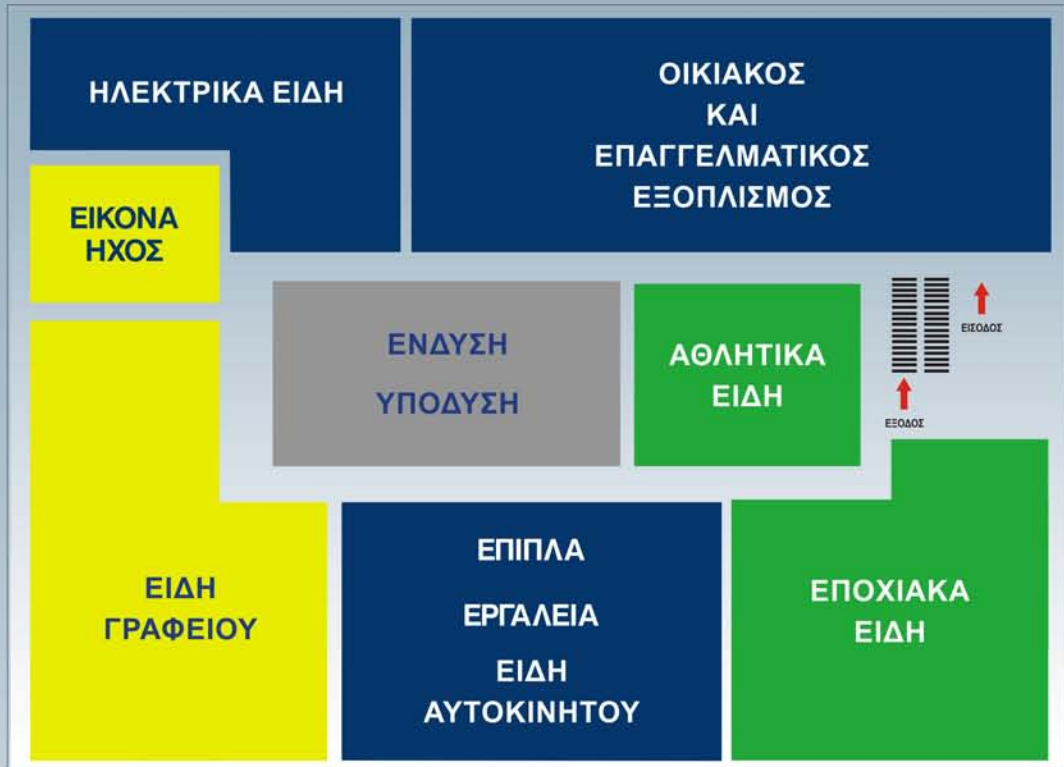 ΗΛΕΚΤΡΙΚΑ ΕΙΔΗ
ΟΙΚΙΑΚΟΣ
ΚΑΙ
ΕΠΑΓΓΕΛΜΑΤΙΚΟΣ
ΕΞΟΠΛΙΣΜΟΣ
ΕΙΚΟΝΑ
ΗΧΟΣ
ΕΝΔΥΣΗ
ΥΠΟΔΥΣΗ
ΑΘΛΗΤΙΚΑ
ΕΙΔΗ
ΕΙΣΟΔΟΣ
ΕΞΟΔΟΣ
ΕΙΔΗ
ΓΡΑΦΕΙΟΥ
ΕΠΙΠΛΑ
ΕΡΓΑΛΕΙΑ
ΕΙΔΗ
ΑΥΤΟΚΙΝΗΤΟΥ
ΕΠΟΧΙΑΚΑ
ΕΙΔΗ